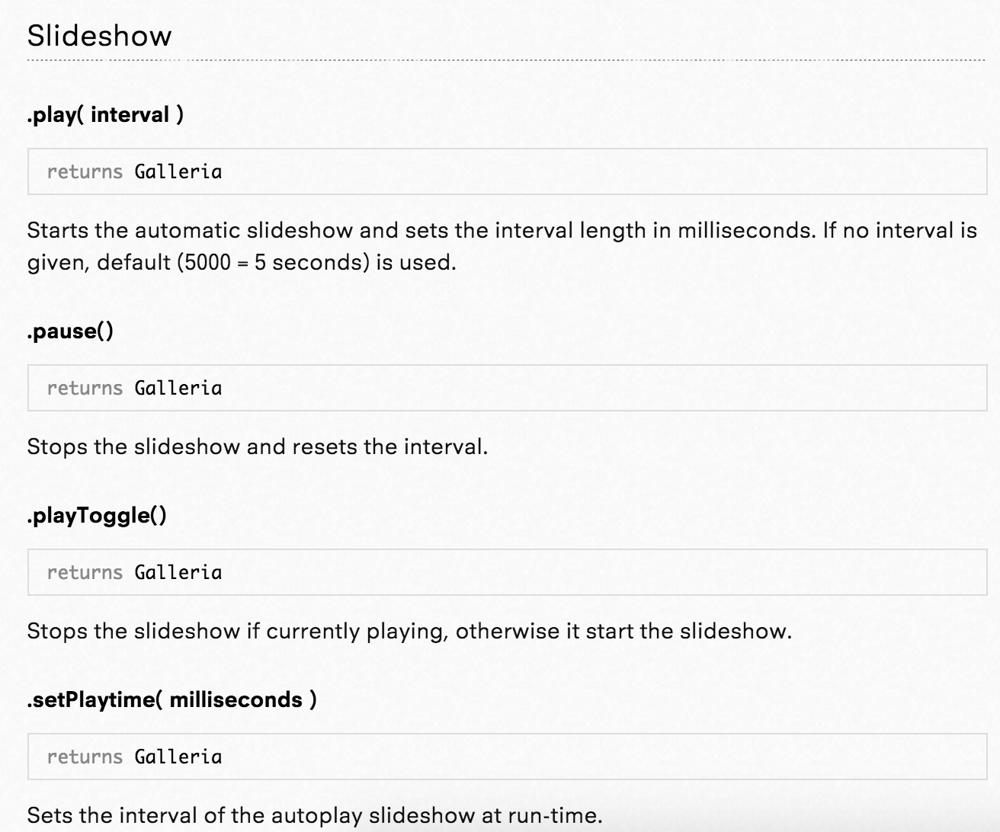 Slideshow
.play( interval )
returns Galleria
Starts the automatic slideshow and sets the interval length in milliseconds. If no interval is
given, default (5000 = 5 seconds) is used.
.pause()
returns Galleria
Stops the slideshow and resets the interval.
.playToggle()
returns Galleria
Stops the slideshow if currently playing, otherwise it start the slideshow.
.setPlaytime( milliseconds )
returns Galleria
Sets the interval of the autoplay slideshow at run-time.